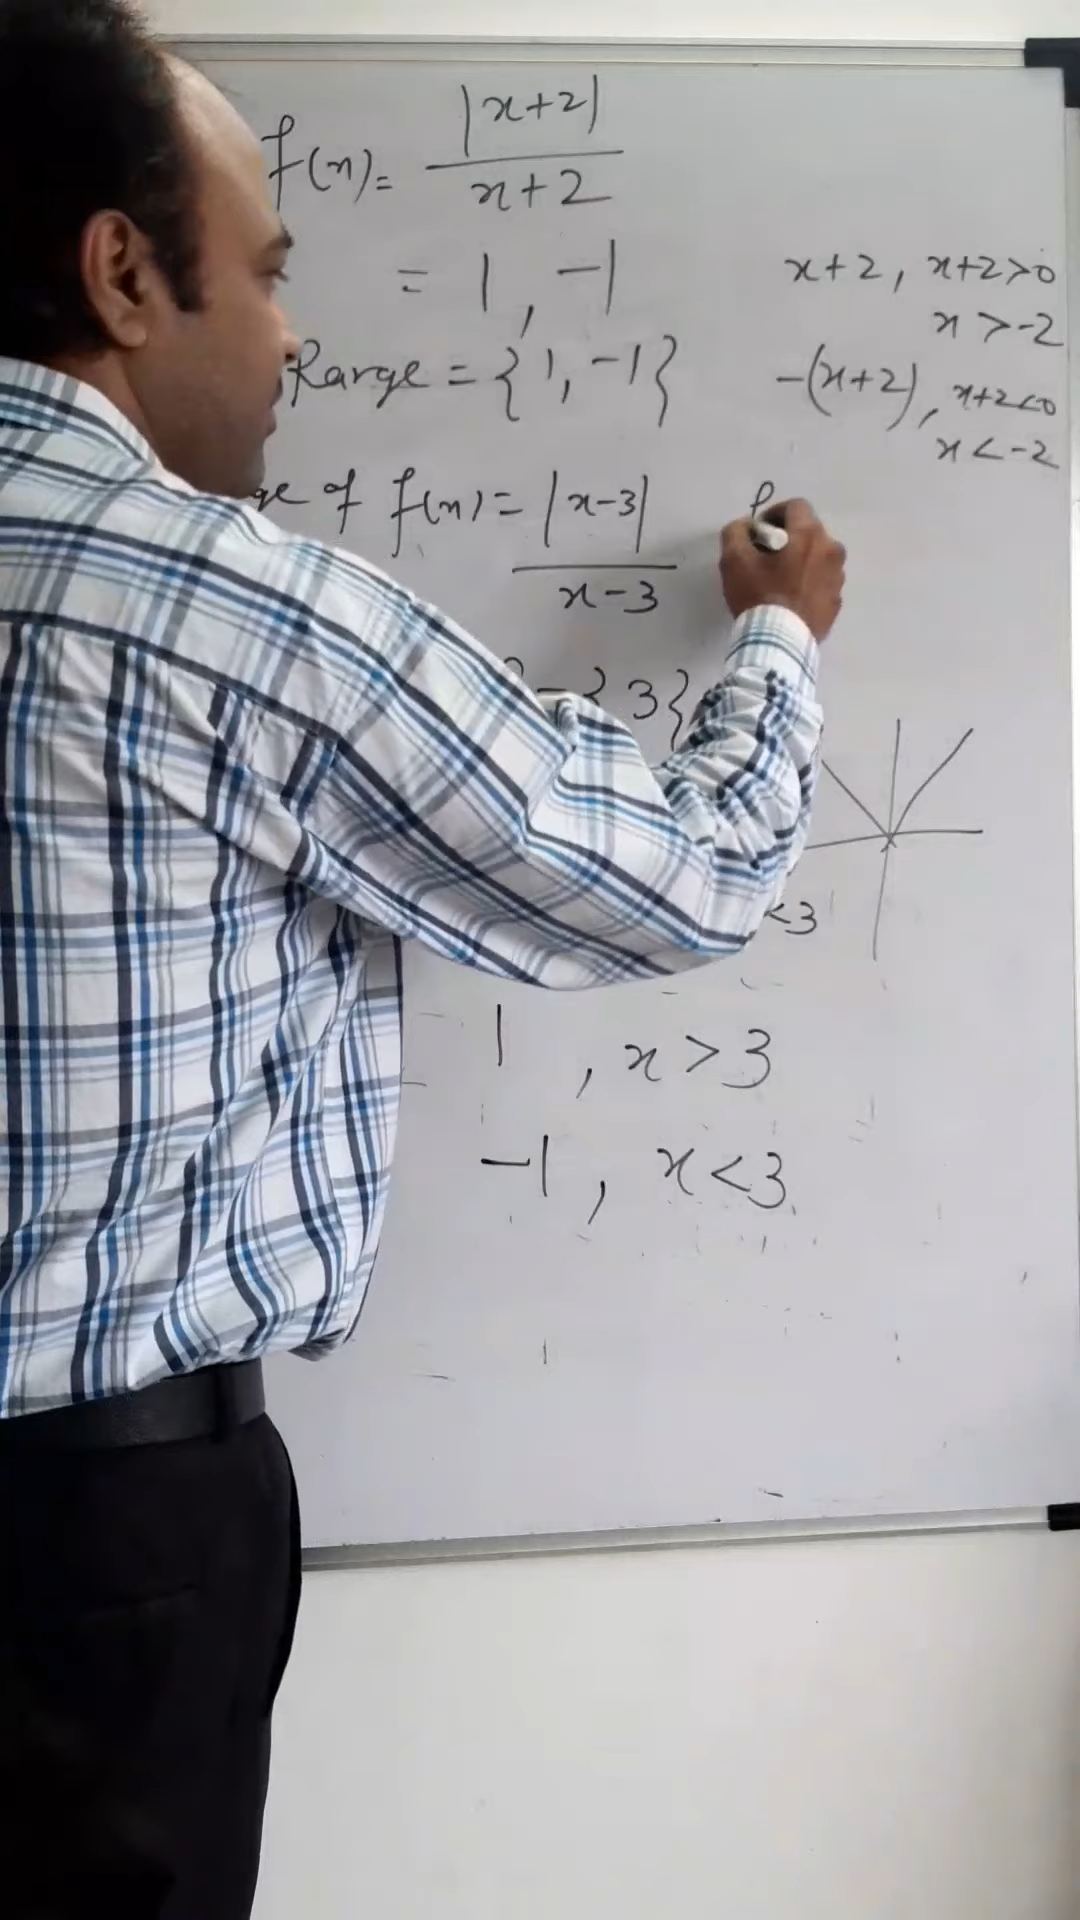 f(x)= |x+2|
x+2
= 1, -1
Range = {1, -1}
x+2, x+2>0
x>-2
-(x+2), x+2<0
x<-2
of f(x)= |x-3|
x-3
3}
<3
1, x>3
-1, x<3